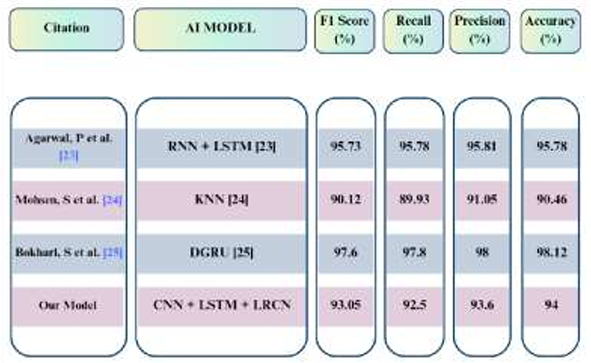 Citation AI MODEL F1 Score (%) Recall (%) Precision (%) Accuracy (%)
Agarwal, P et al. [23] RNN + LSTM [23] 95.73 95.78 95.81 95.78
Mohsen, S et al. [24] KNN [24] 90.12 89.93 91.05 90.46
Bokhari, S et al. [25] DGRU [25] 97.6 97.8 98 98.12
Our Model CNN + LSTM + LRCN 93.05 92.5 93.6 94